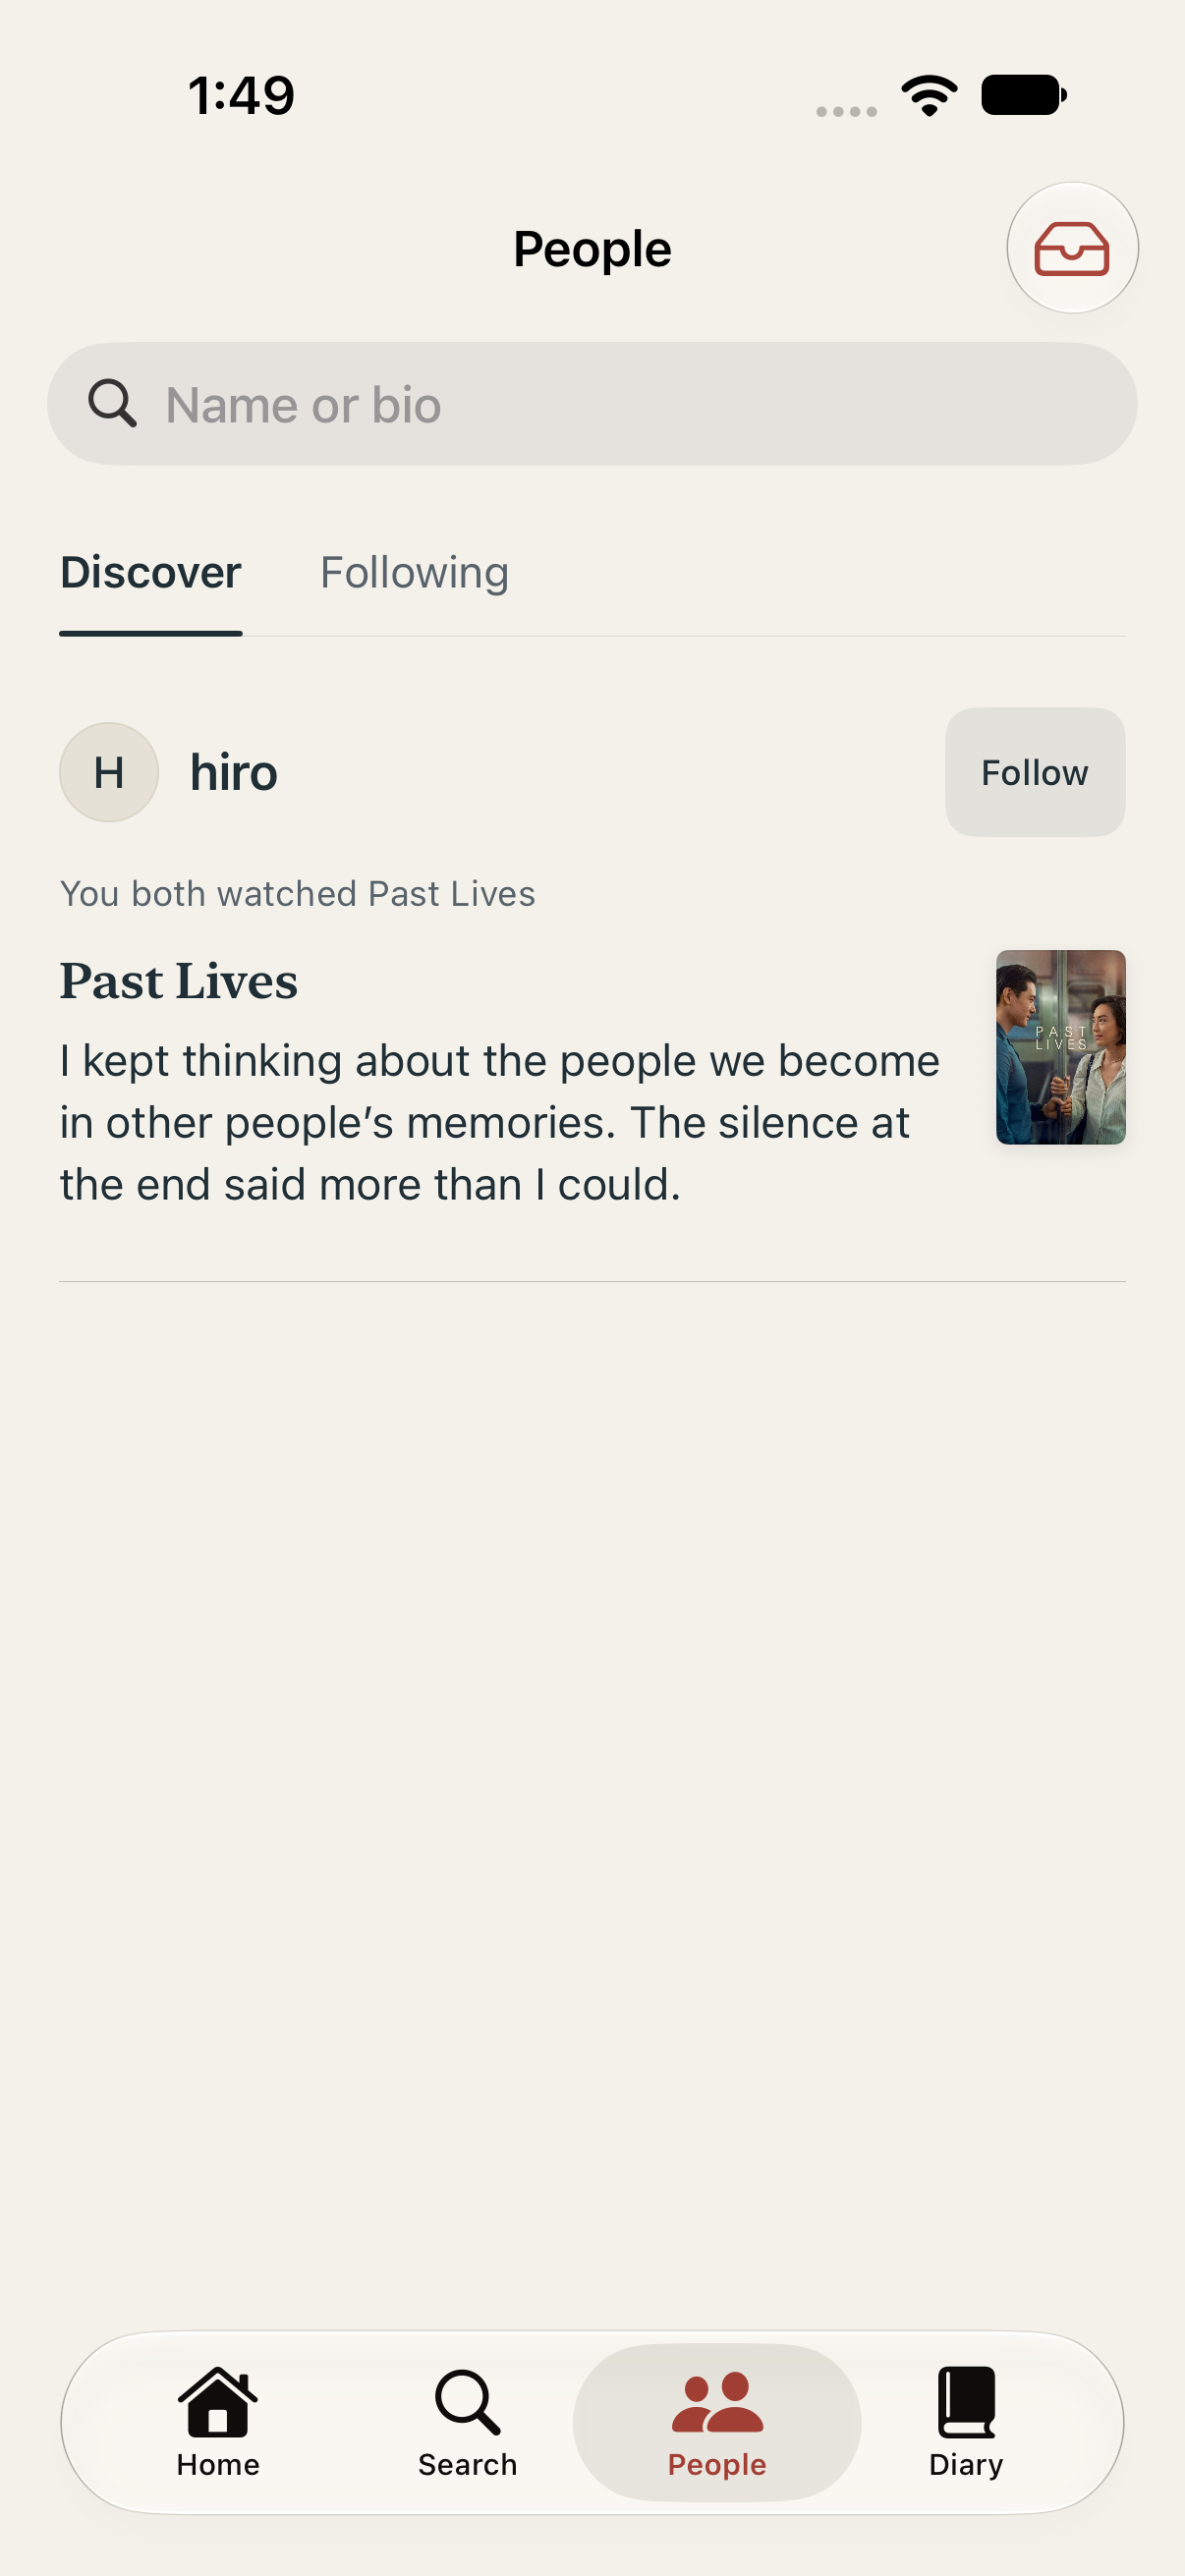 1:49
People
Name or bio
Discover
Following
H
hiro
Follow
You both watched Past Lives
Past Lives
I kept thinking about the people we become
in other people’s memories. The silence at
the end said more than I could.
PAST
LIVES
Home
Search
People
Diary